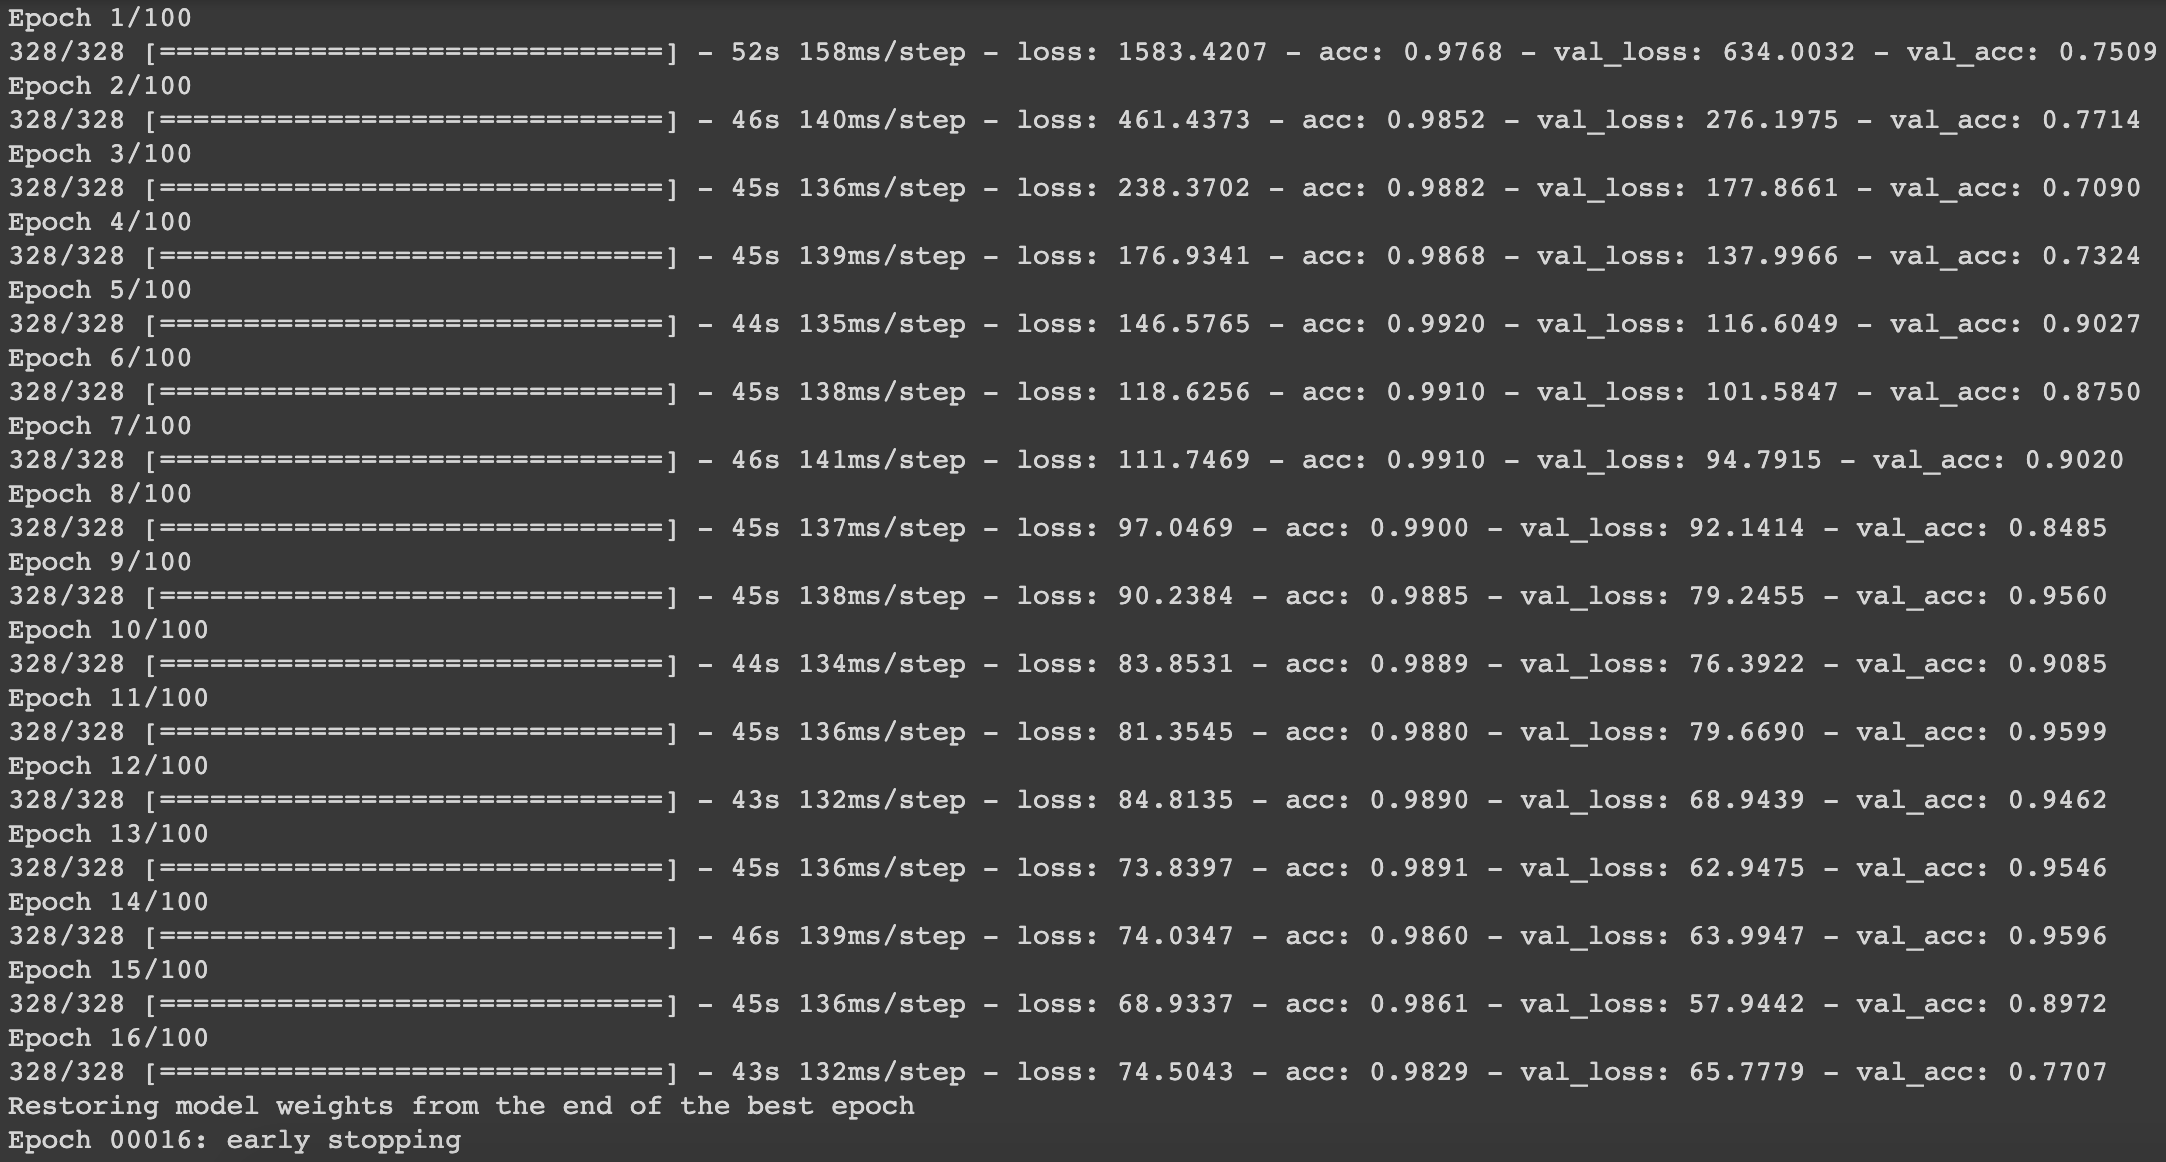 Epoch 1/100
328/328 [==============================] - 52s 158ms/step - loss: 1583.4207 - acc: 0.9768 - val_loss: 634.0032 - val_acc: 0.7509
Epoch 2/100
328/328 [==============================] - 46s 140ms/step - loss: 461.4373 - acc: 0.9852 - val_loss: 276.1975 - val_acc: 0.7714
Epoch 3/100
328/328 [==============================] - 45s 136ms/step - loss: 238.3702 - acc: 0.9882 - val_loss: 177.8661 - val_acc: 0.7090
Epoch 4/100
328/328 [==============================] - 45s 139ms/step - loss: 176.9341 - acc: 0.9868 - val_loss: 137.9966 - val_acc: 0.7324
Epoch 5/100
328/328 [==============================] - 44s 135ms/step - loss: 146.5765 - acc: 0.9920 - val_loss: 116.6049 - val_acc: 0.9027
Epoch 6/100
328/328 [==============================] - 45s 138ms/step - loss: 118.6256 - acc: 0.9910 - val_loss: 101.5847 - val_acc: 0.8750
Epoch 7/100
328/328 [==============================] - 46s 141ms/step - loss: 111.7469 - acc: 0.9910 - val_loss: 94.7915 - val_acc: 0.9020
Epoch 8/100
328/328 [==============================] - 45s 137ms/step - loss: 97.0469 - acc: 0.9900 - val_loss: 92.1414 - val_acc: 0.8485
Epoch 9/100
328/328 [==============================] - 45s 138ms/step - loss: 90.2384 - acc: 0.9885 - val_loss: 79.2455 - val_acc: 0.9560
Epoch 10/100
328/328 [==============================] - 44s 134ms/step - loss: 83.8531 - acc: 0.9889 - val_loss: 76.3922 - val_acc: 0.9085
Epoch 11/100
328/328 [==============================] - 45s 136ms/step - loss: 81.3545 - acc: 0.9880 - val_loss: 79.6690 - val_acc: 0.9599
Epoch 12/100
328/328 [==============================] - 43s 132ms/step - loss: 84.8135 - acc: 0.9890 - val_loss: 68.9439 - val_acc: 0.9462
Epoch 13/100
328/328 [==============================] - 45s 136ms/step - loss: 73.8397 - acc: 0.9891 - val_loss: 62.9475 - val_acc: 0.9546
Epoch 14/100
328/328 [==============================] - 46s 139ms/step - loss: 74.0347 - acc: 0.9860 - val_loss: 63.9947 - val_acc: 0.9596
Epoch 15/100
328/328 [==============================] - 45s 136ms/step - loss: 68.9337 - acc: 0.9861 - val_loss: 57.9442 - val_acc: 0.8972
Epoch 16/100
328/328 [==============================] - 43s 132ms/step - loss: 74.5043 - acc: 0.9829 - val_loss: 65.7779 - val_acc: 0.7707
Restoring model weights from the end of the best epoch
Epoch 00016: early stopping